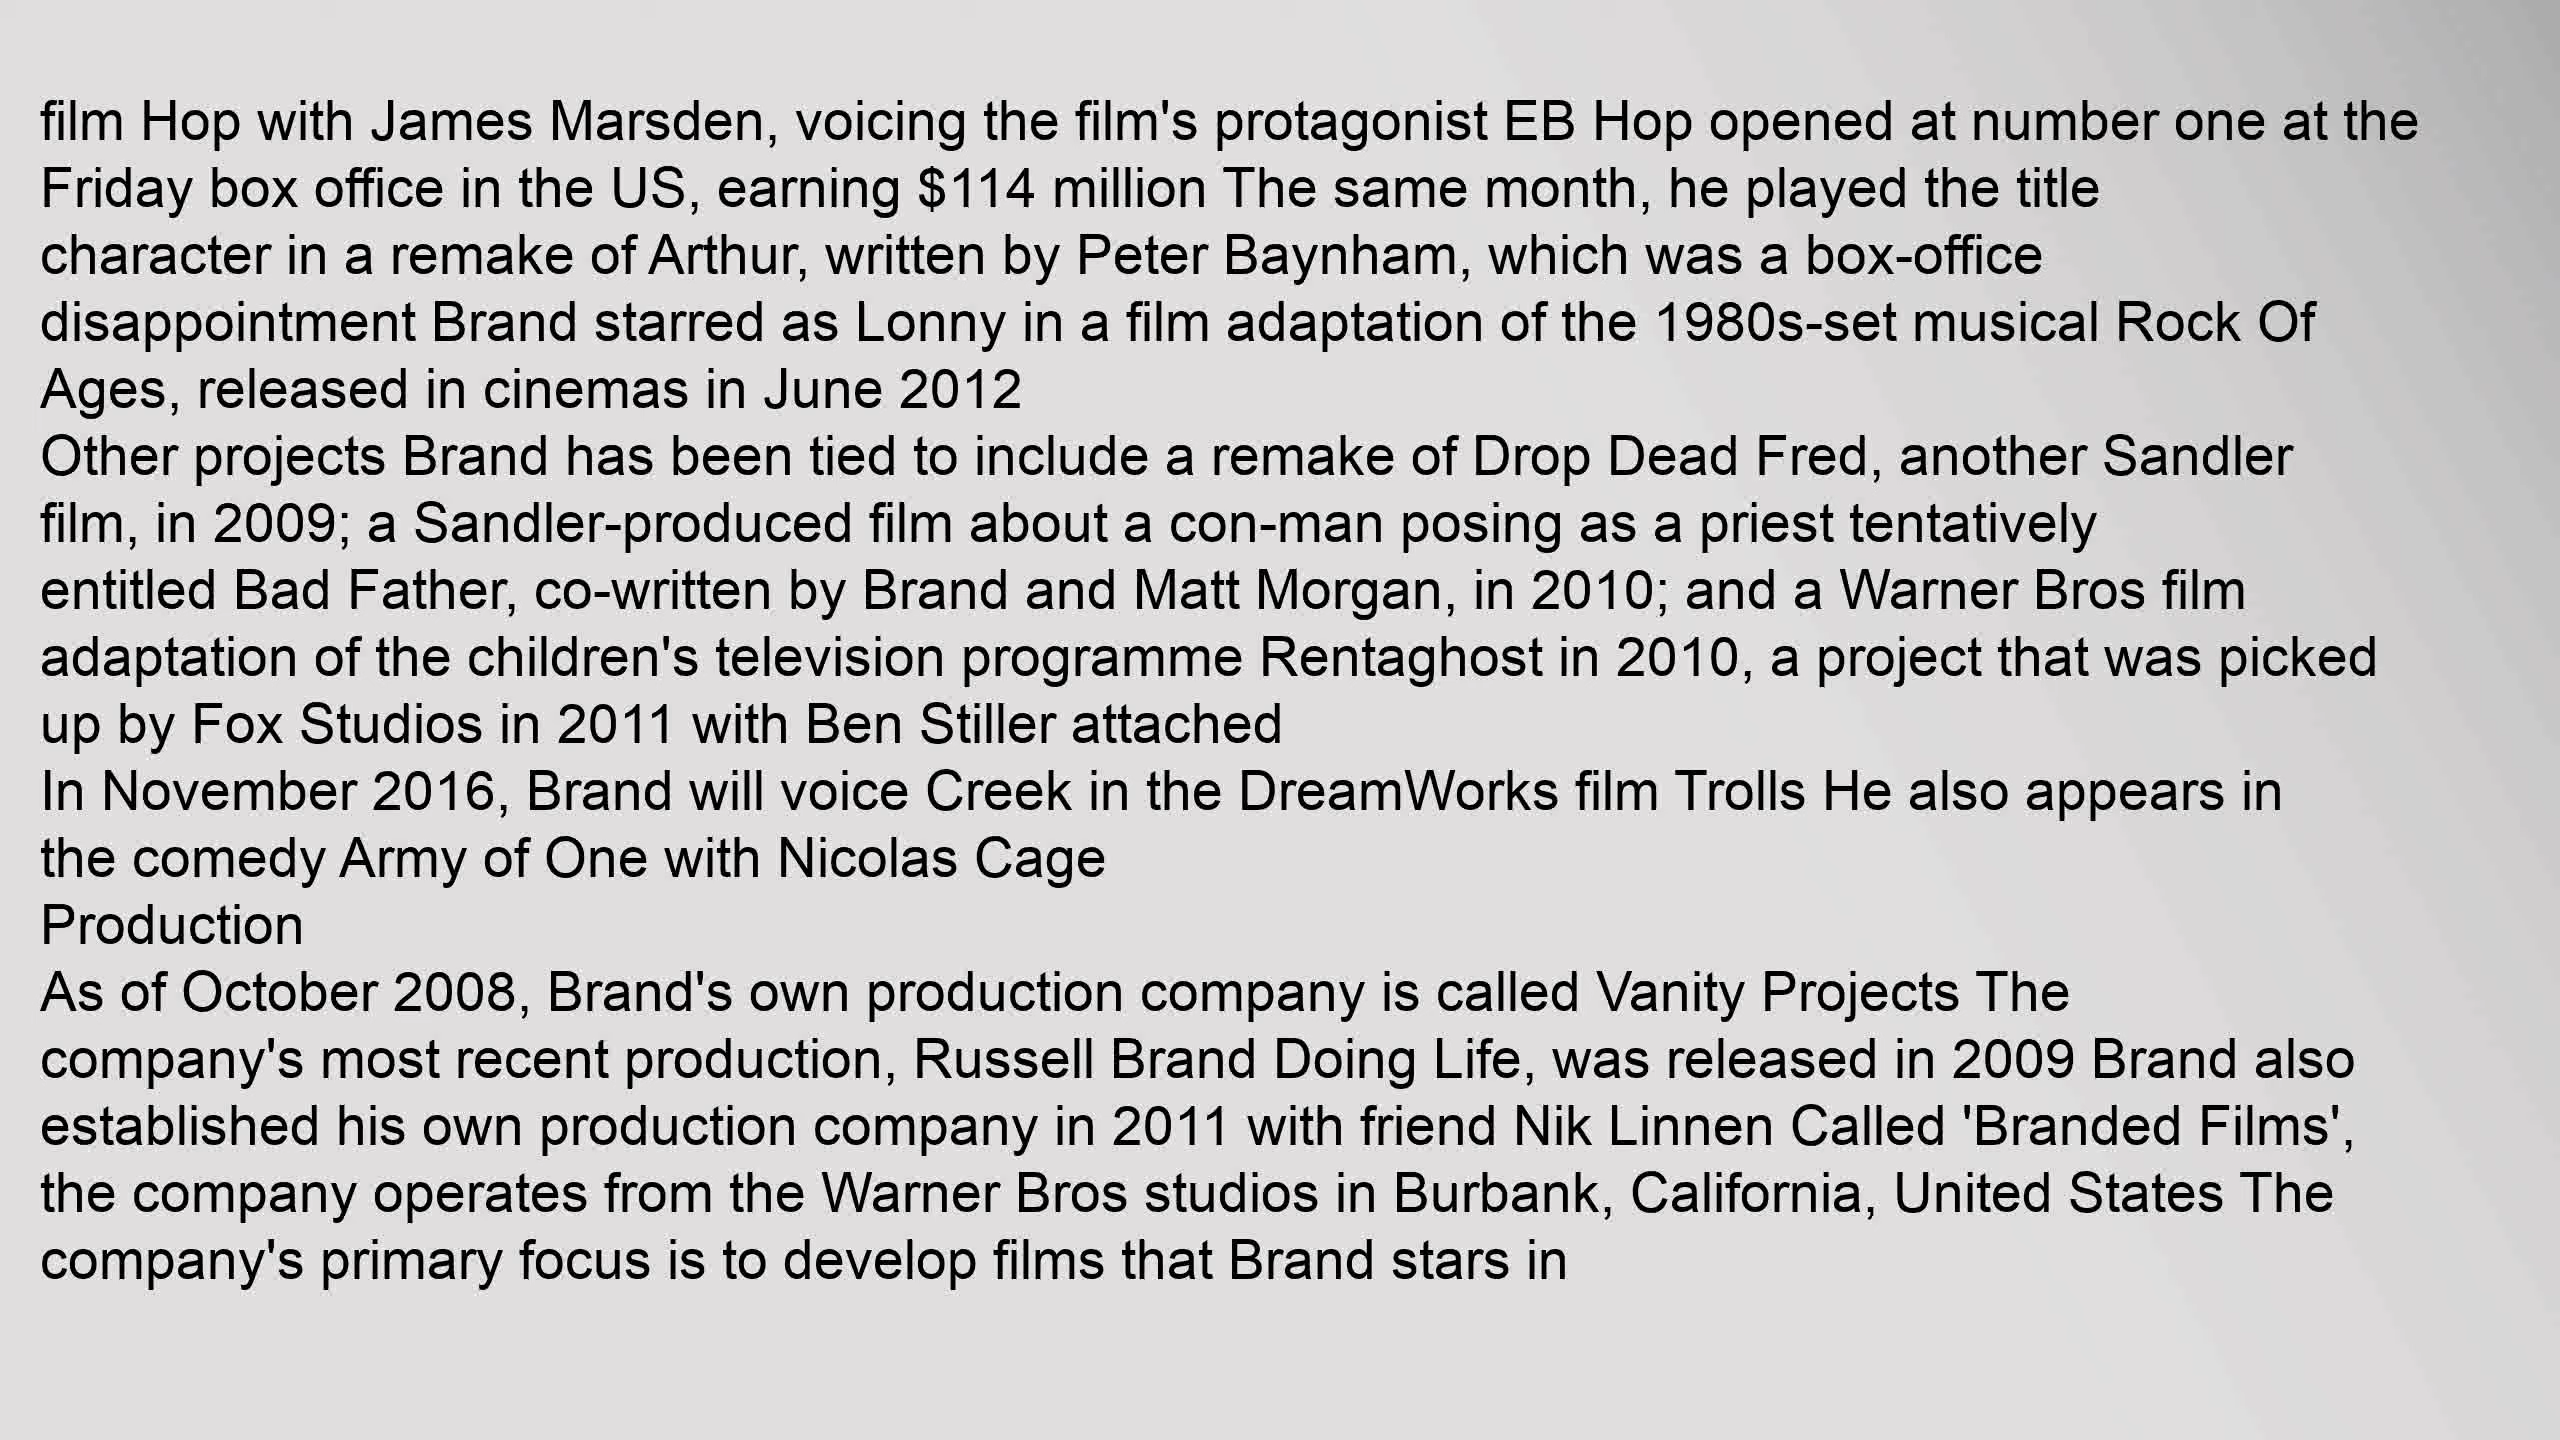 film Hop with James Marsden, voicing the film's protagonist EB Hop opened at number one at the
Friday box office in the US, earning $114 million The same month, he played the title
character in a remake of Arthur, written by Peter Baynham, which was a box-office
disappointment Brand starred as Lonny in a film adaptation of the 1980s-set musical Rock Of
Ages, released in cinemas in June 2012
Other projects Brand has been tied to include a remake of Drop Dead Fred, another Sandler
film, in 2009; a Sandler-produced film about a con-man posing as a priest tentatively
entitled Bad Father, co-written by Brand and Matt Morgan, in 2010; and a Warner Bros film
adaptation of the children's television programme Rentaghost in 2010, a project that was picked
up by Fox Studios in 2011 with Ben Stiller attached
In November 2016, Brand will voice Creek in the DreamWorks film Trolls He also appears in
the comedy Army of One with Nicolas Cage
Production
As of October 2008, Brand's own production company is called Vanity Projects The
company's most recent production, Russell Brand Doing Life, was released in 2009 Brand also
established his own production company in 2011 with friend Nik Linnen Called 'Branded Films',
the company operates from the Warner Bros studios in Burbank, California, United States The
company's primary focus is to develop films that Brand stars in